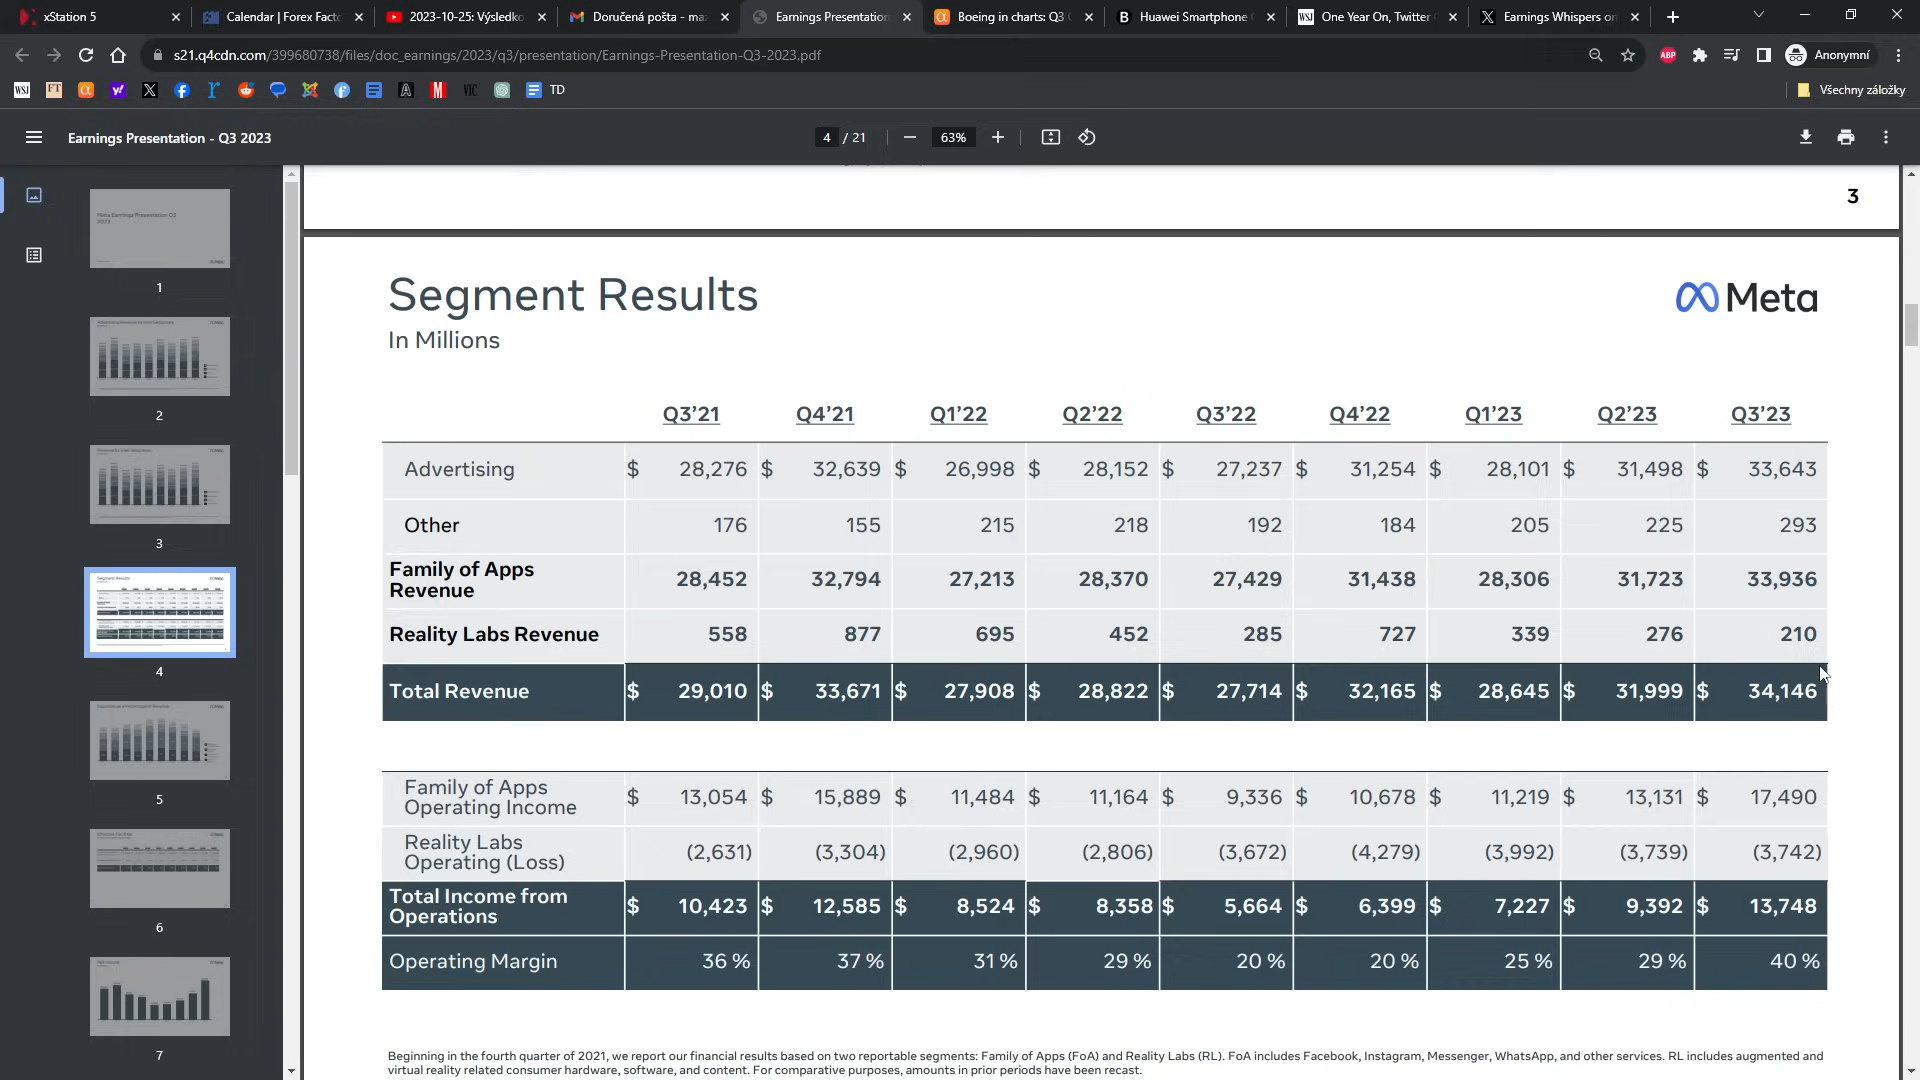 xStation 5
Calendar | Forex Facto
2023-10-25: Výsledko
Doručená pošta - ma
Earnings Presentation
Boeing in charts: Q3
Huawei Smartphone
One Year On, Twitter
Earnings Whispers on
s21.q4cdn.com/399680738/files/doc_earnings/2023/q3/presentation/Earnings-Presentation-Q3-2023.pdf
ABP
Anonymní
WSJ
FT
TD
Všechny záložky
Earnings Presentation - Q3 2023
4 / 21
63%
1
2
3
4
5
6
7
3
Segment Results
Meta
In Millions
Q3’21 Q4’21 Q1’22 Q2’22 Q3’22 Q4’22 Q1’23 Q2’23 Q3’23
Advertising $ 28,276 $ 32,639 $ 26,998 $ 28,152 $ 27,237 $ 31,254 $ 28,101 $ 31,498 $ 33,643
Other 176 155 215 218 192 184 205 225 293
Family of Apps
Revenue 28,452 32,794 27,213 28,370 27,429 31,438 28,306 31,723 33,936
Reality Labs Revenue 558 877 695 452 285 727 339 276 210
Total Revenue $ 29,010 $ 33,671 $ 27,908 $ 28,822 $ 27,714 $ 32,165 $ 28,645 $ 31,999 $ 34,146
Family of Apps
Operating Income $ 13,054 $ 15,889 $ 11,484 $ 11,164 $ 9,336 $ 10,678 $ 11,219 $ 13,131 $ 17,490
Reality Labs
Operating (Loss) (2,631) (3,304) (2,960) (2,806) (3,672) (4,279) (3,992) (3,739) (3,742)
Total Income from
Operations $ 10,423 $ 12,585 $ 8,524 $ 8,358 $ 5,664 $ 6,399 $ 7,227 $ 9,392 $ 13,748
Operating Margin 36 % 37 % 31 % 29 % 20 % 20 % 25 % 29 % 40 %
Beginning in the fourth quarter of 2021, we report our financial results based on two reportable segments: Family of Apps (FoA) and Reality Labs (RL). FoA includes Facebook, Instagram, Messenger, WhatsApp, and other services. RL includes augmented and
virtual reality related consumer hardware, software, and content. For comparative purposes, amounts in prior periods have been recast.